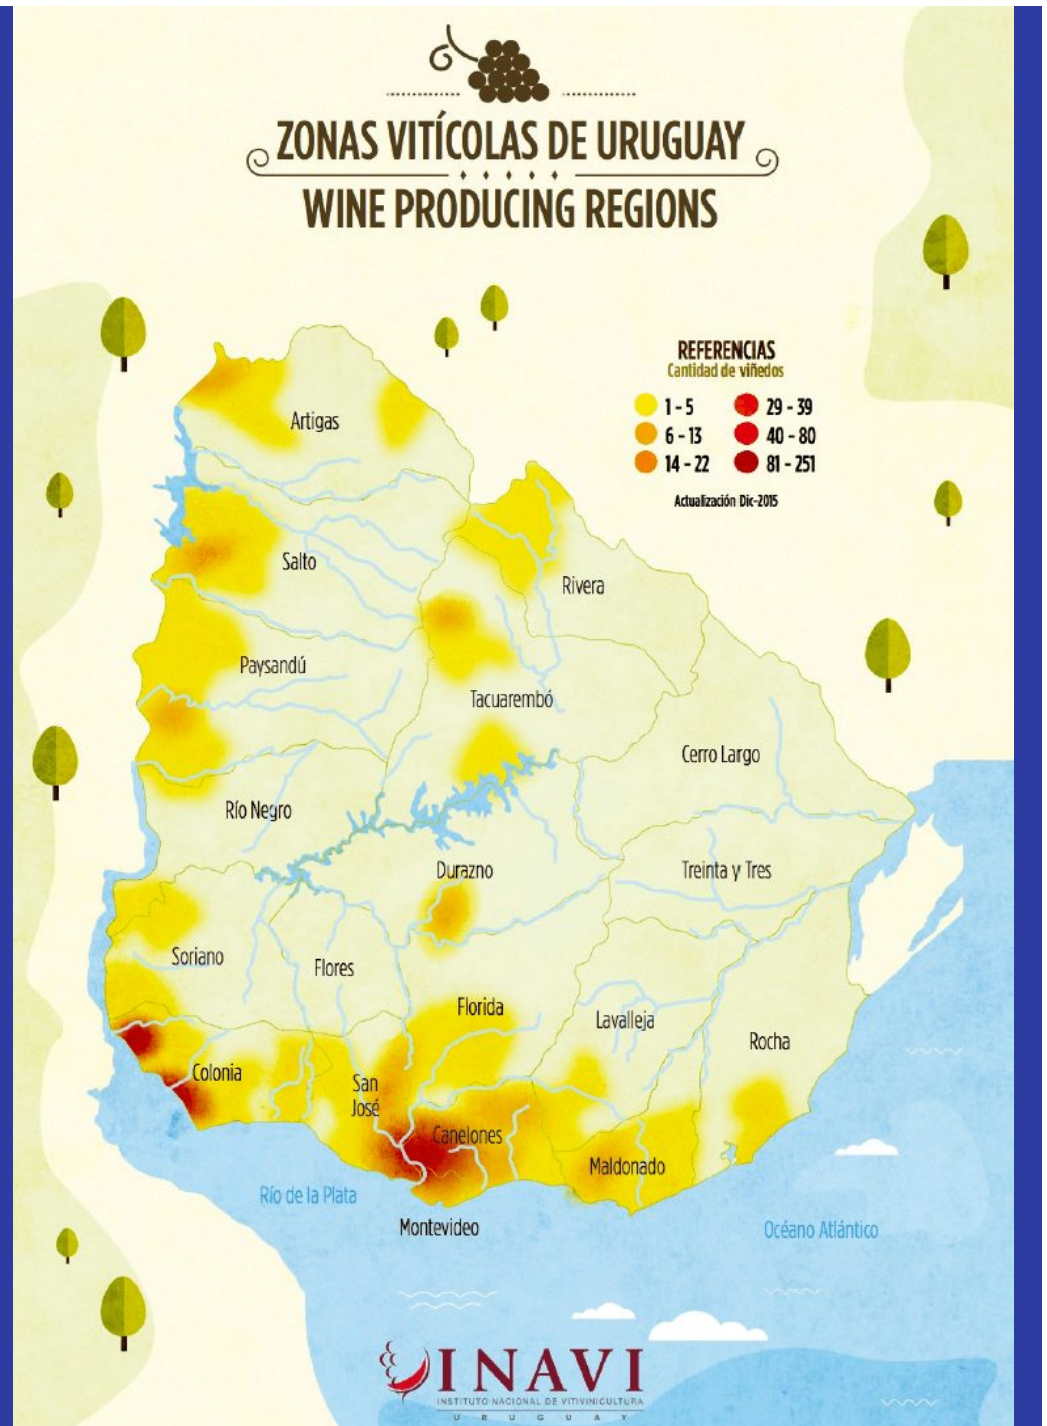 ZONAS VITÍCOLAS DE URUGUAY
WINE PRODUCING REGIONS
REFERENCIAS
Cantidad de viñedos
1 - 5
29 - 39
6 - 13
40 - 80
14 - 22
81 - 251
Actualización Dic-2015
Artigas
Salto
Rivera
Paysandú
Tacuarembó
Cerro Largo
Río Negro
Durazno
Treinta y Tres
Soriano
Flores
Florida
Lavalleja
Rocha
Colonia
San
José
Canelones
Maldonado
Río de la Plata
Montevideo
Océano Atlántico
INAVI
INSTITUTO NACIONAL DE VITIVINICULTURA
URUGUAY